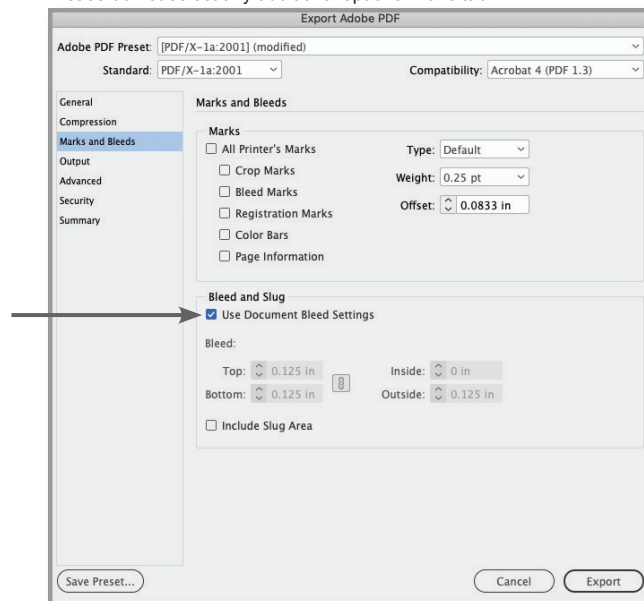 Export Adobe PDF
Adobe PDF Preset: [PDF/X-1a:2001] (modified)
Standard: PDF/X-1a:2001 Compatibility: Acrobat 4 (PDF 1.3)
General
Compression
Marks and Bleeds
Output
Advanced
Security
Summary
Marks and Bleeds
Marks
All Printer's Marks Type: Default
Crop Marks Weight: 0.25 pt
Bleed Marks
Registration Marks Offset: 0.0833 in
Color Bars
Page Information
Bleed and Slug
Use Document Bleed Settings
Bleed:
Top: 0.125 in Inside: 0 in
Bottom: 0.125 in Outside: 0.125 in
Include Slug Area
Save Preset... Cancel Export